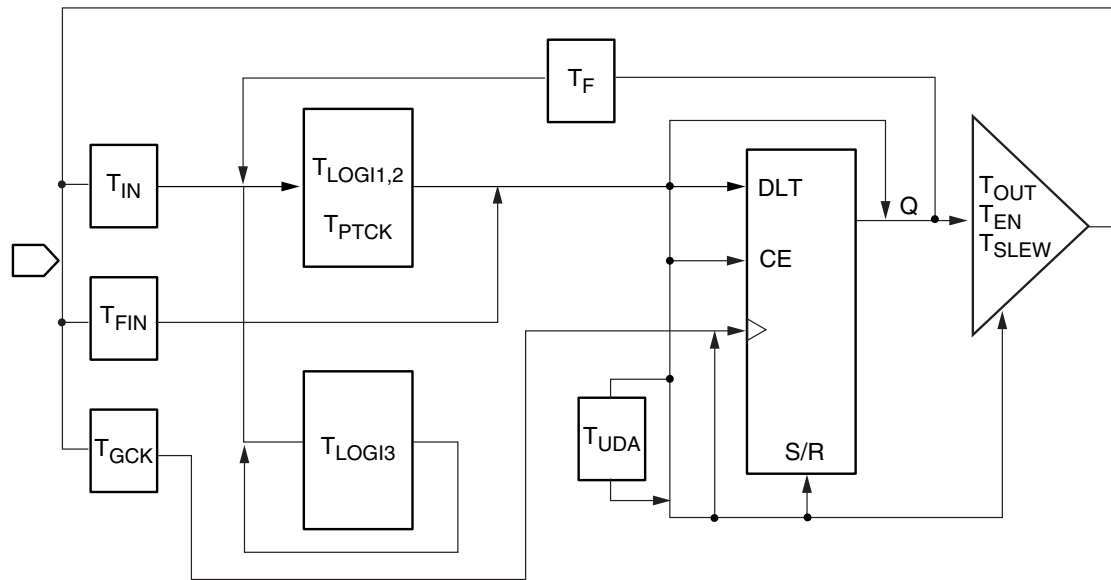 T_F
T_IN
T_LOGI1,2
T_PTCK
DLT
Q
T_OUT
T_EN
T_SLEW
CE
T_FIN
T_GCK
T_LOGI3
T_UDA
S/R